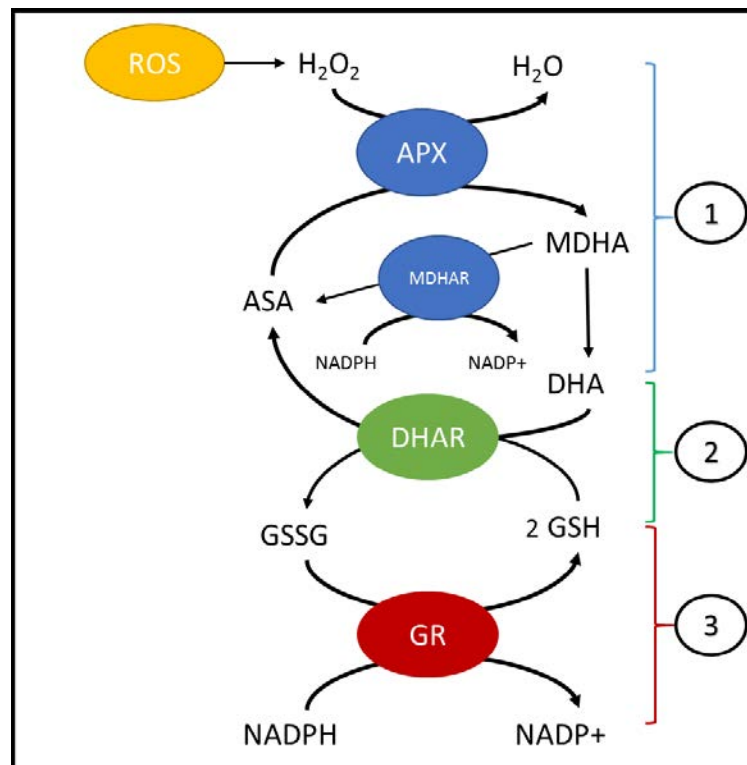 ROS
H₂O₂
H₂O
APX
1
MDHA
MDHAR
ASA
NADPH
NADP+
DHA
DHAR
2
GSSG
2 GSH
GR
3
NADPH
NADP+